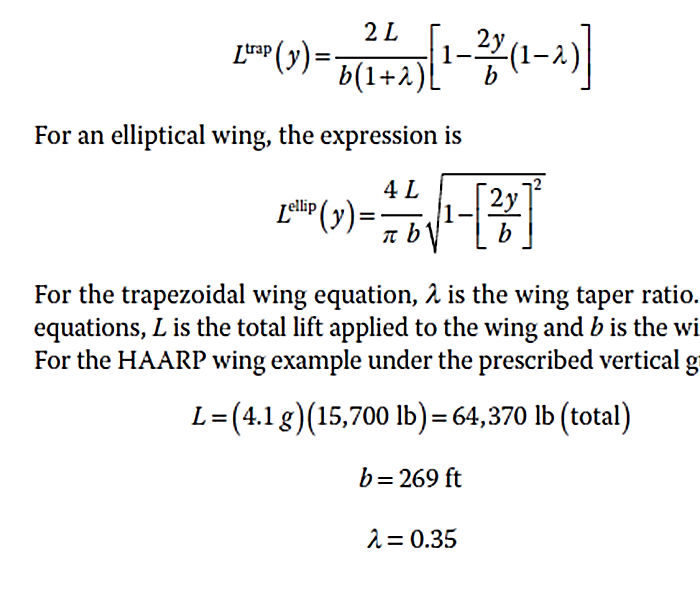 L^trap(y) = 2 L / b(1+λ) [1 − 2y/b (1−λ)]
For an elliptical wing, the expression is
L^ellip(y) = 4 L / π b √(1 − [2y/b]^2)
For the trapezoidal wing equation, λ is the wing taper ratio.
equations, L is the total lift applied to the wing and b is the wi
For the HAARP wing example under the prescribed vertical g
L = (4.1 g)(15,700 lb) = 64,370 lb (total)
b = 269 ft
λ = 0.35